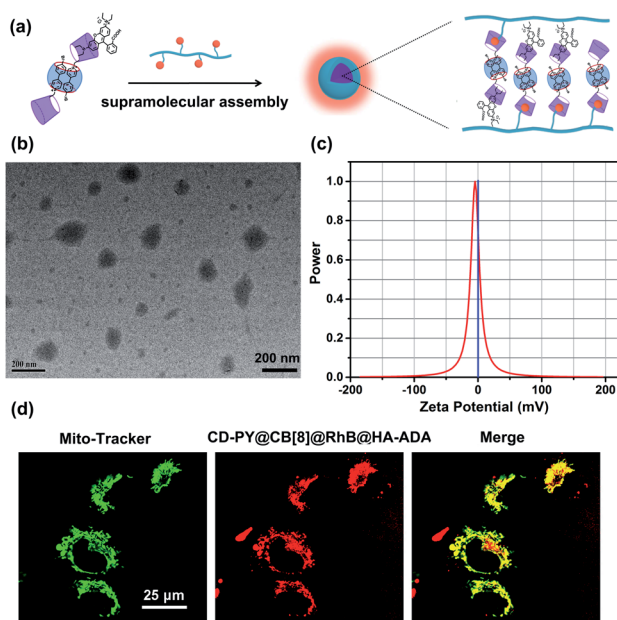 (a)
supramolecular assembly
(b)
200 nm
200 nm
(c)
1.0
0.8
0.6
0.4
0.2
0.0
Power
-200
-100
0
100
200
Zeta Potential (mV)
(d)
Mito-Tracker
CD-PY@CB[8]@RhB@HA-ADA
Merge
25 µm